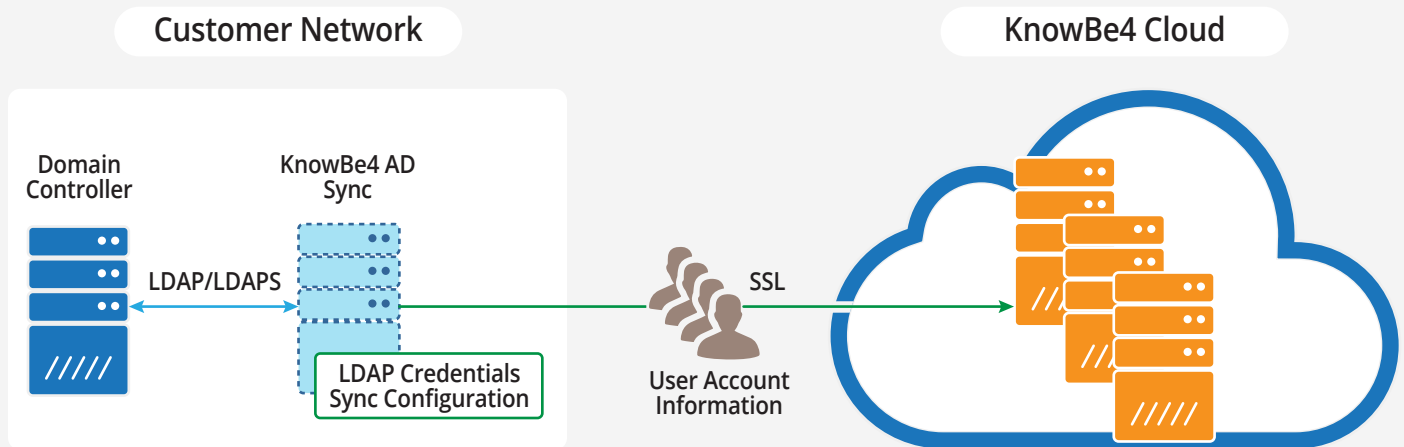 Customer Network
KnowBe4 Cloud
Domain
Controller
KnowBe4 AD
Sync
LDAP/LDAPS
SSL
LDAP Credentials
Sync Configuration
User Account
Information